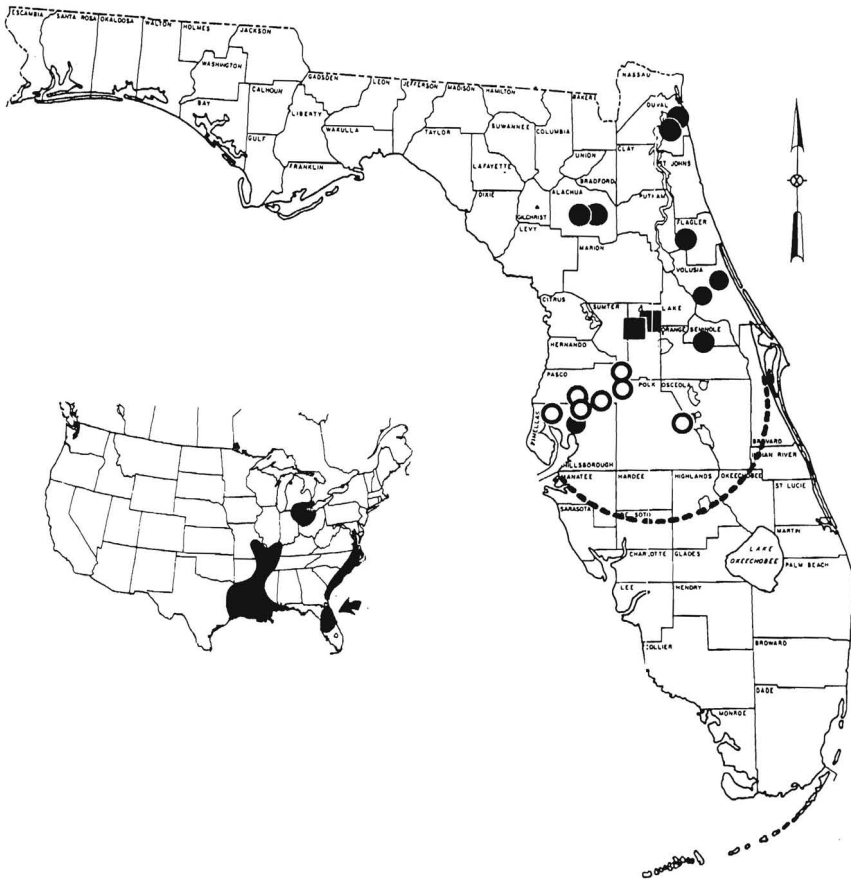 ESCAMBIA
SANTA ROSA
OKALOOSA
WALTON
HOLMES
JACKSON
WASHINGTON
BAY
CALHOUN
GULF
LIBERTY
GADSDEN
FRANKLIN
LEON
WAKULLA
JEFFERSON
MADISON
TAYLOR
HAMILTON
SUWANNEE
LAFAYETTE
DIXIE
COLUMBIA
BAKER
NASSAU
DUVAL
UNION
CLAY
BRADFORD
ST JOHNS
ALACHUA
GILCHRIST
PUTNAM
LEVY
FLAGLER
MARION
VOLUSIA
CITRUS
SUMTER
LAKE
ORANGE
SEMINOLE
HERNANDO
PASCO
POLK
OSCEOLA
PINELLAS
HILLSBOROUGH
BROVARD
INDIAN RIVER
MANATEE
HARDEE
HIGHLANDS
OKEECHOBEE
ST LUCIE
SARASOTA
DE SOTO
MARTIN
CHARLOTTE
GLADES
LAKE
OKEECHOBEE
PALM BEACH
LEE
HENDRY
COLLIER
BROWARD
DADE
MONROE